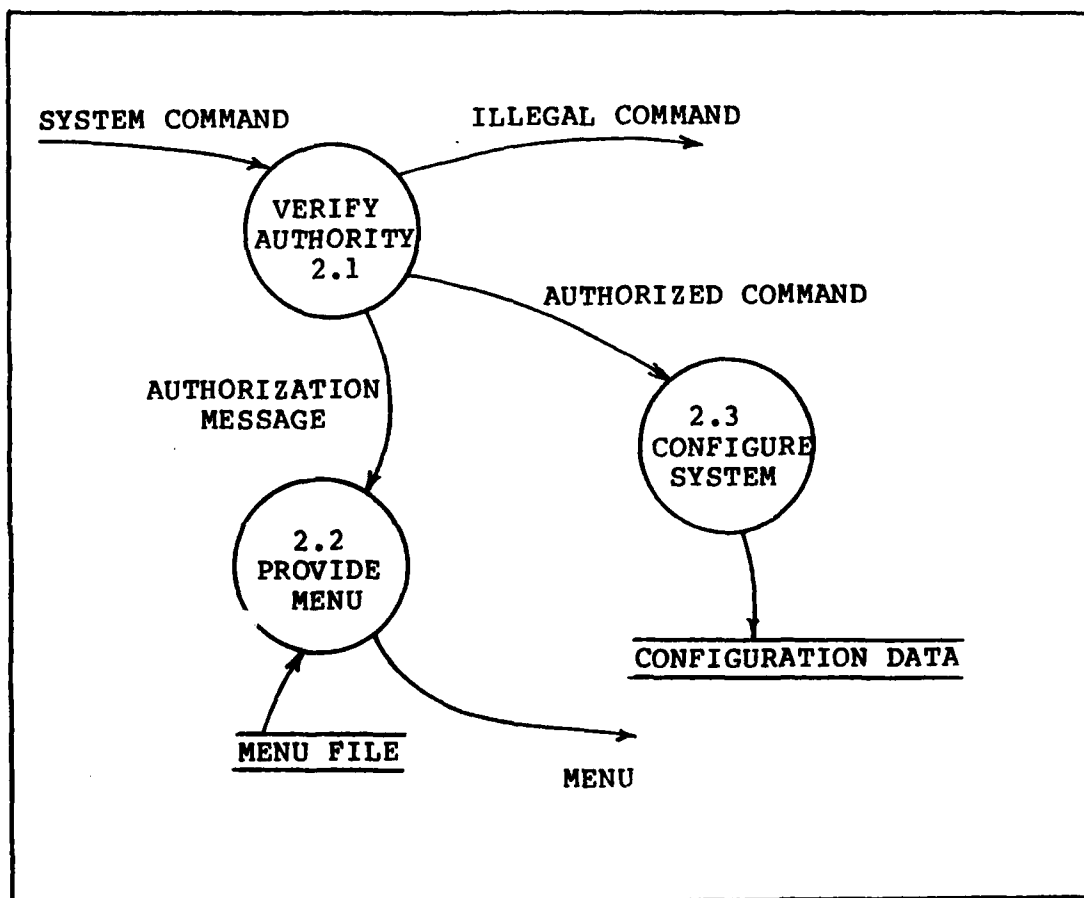 SYSTEM COMMAND
ILLEGAL COMMAND
VERIFY
AUTHORITY
2.1
AUTHORIZED COMMAND
AUTHORIZATION
MESSAGE
2.3
CONFIGURE
SYSTEM
2.2
PROVIDE
MENU
CONFIGURATION DATA
MENU FILE
MENU